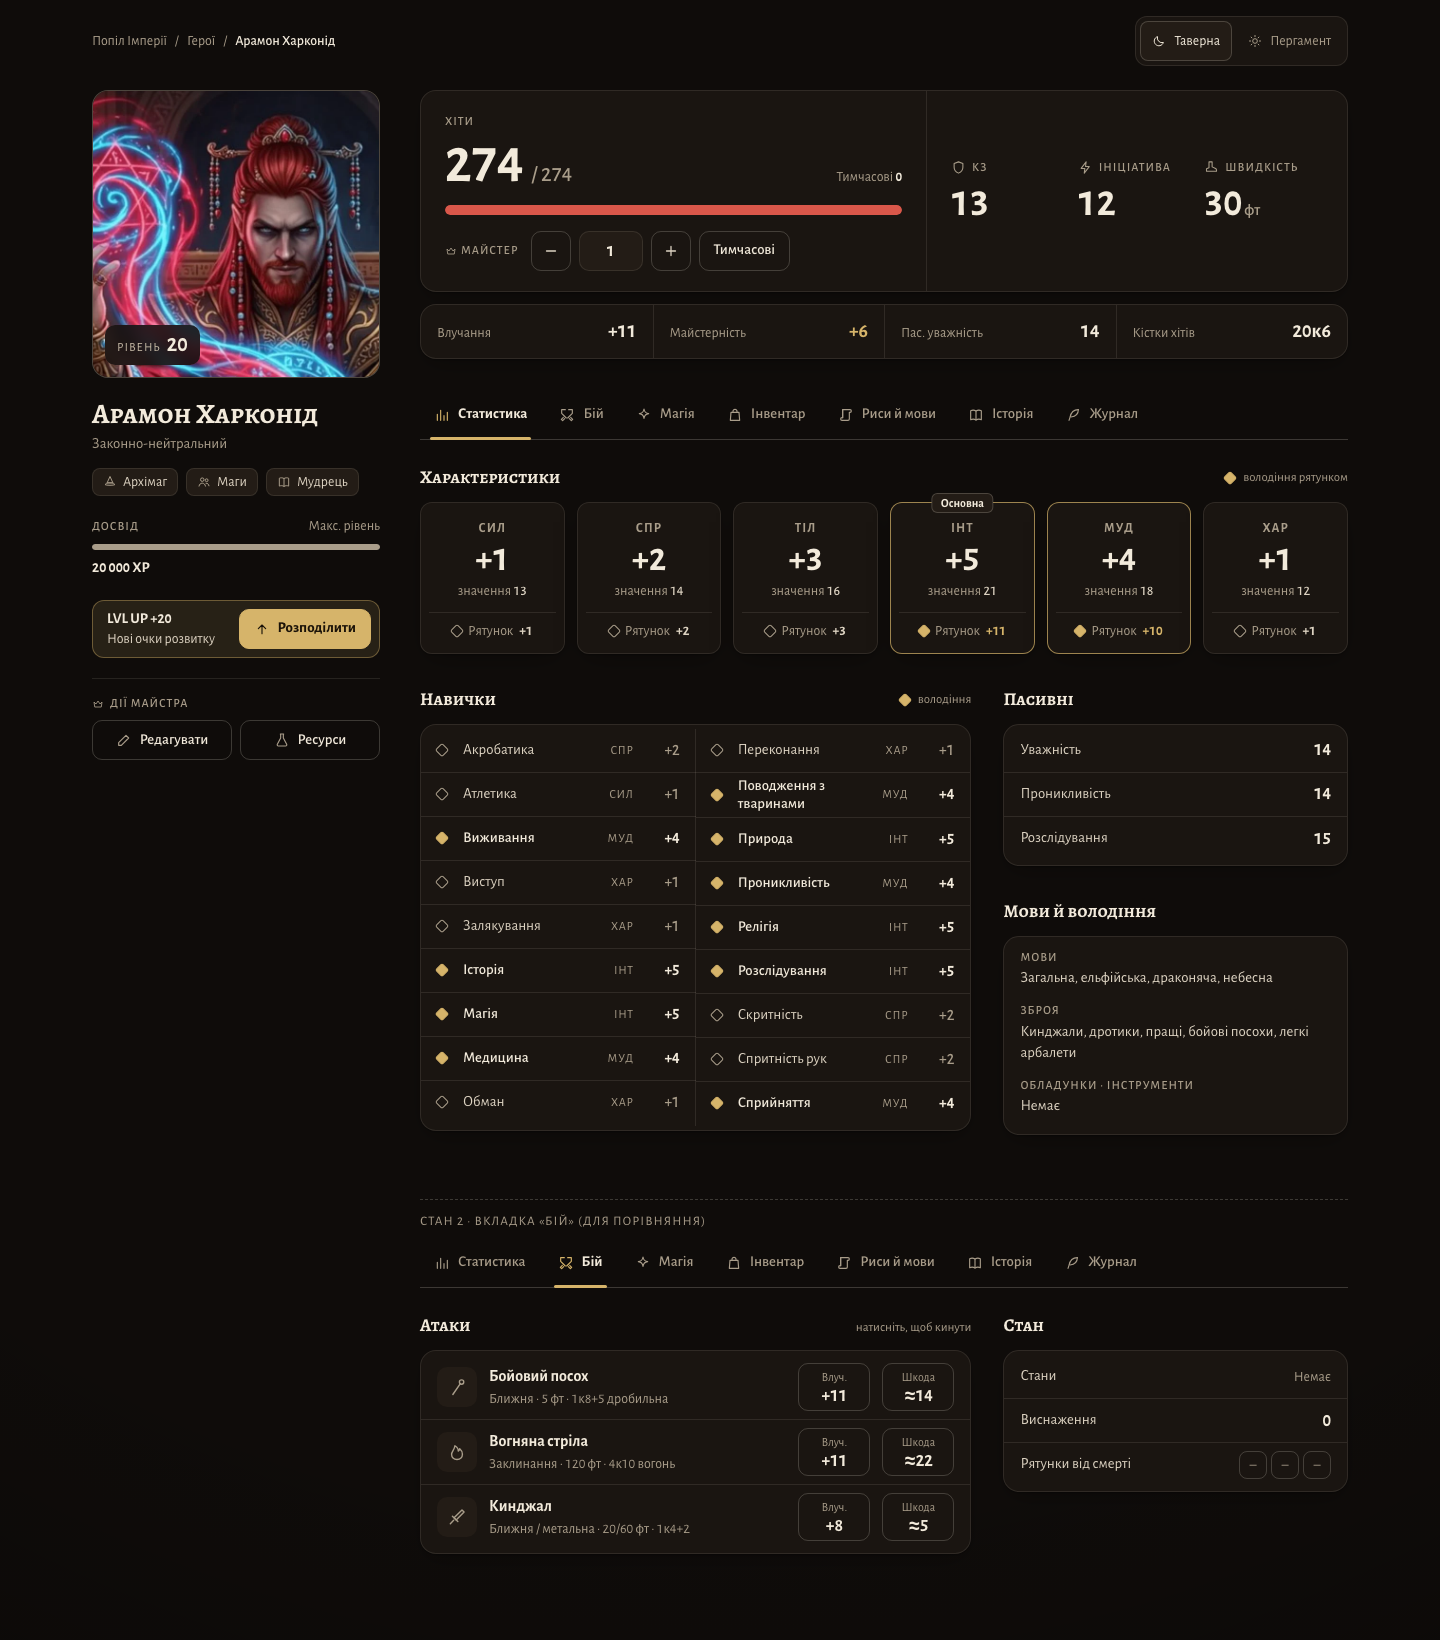 Попіл Імперії / Герої / Арамон Харконід
Таверна
Пергамент
РІВЕНЬ 20
Арамон Харконід
Законно-нейтральний
Архімаг
Маги
Мудрець
ДОСВІД
Макс. рівень
20 000 XP
LVL UP +20
Нові очки розвитку
Розподілити
ДІЇ МАЙСТРА
Редагувати
Ресурси
ХІТИ
274 / 274
Тимчасові 0
МАЙСТЕР
−
1
+
Тимчасові
КЗ
13
ІНІЦІАТИВА
12
ШВИДКІСТЬ
30 фт
Влучання +11
Майстерність +6
Пас. уважність 14
Кістки хітів 20к6
Статистика
Бій
Магія
Інвентар
Риси й мови
Історія
Журнал
Характеристики
володіння рятунком
СИЛ
+1
значення 13
Рятунок +1
СПР
+2
значення 14
Рятунок +2
ТІЛ
+3
значення 16
Рятунок +3
Основна
ІНТ
+5
значення 21
Рятунок +11
МУД
+4
значення 18
Рятунок +10
ХАР
+1
значення 12
Рятунок +1
Навички
володіння
Акробатика СПР +2
Атлетика СИЛ +1
Виживання МУД +4
Виступ ХАР +1
Залякування ХАР +1
Історія ІНТ +5
Магія ІНТ +5
Медицина МУД +4
Обман ХАР +1
Переконання ХАР +1
Поводження з
тваринами МУД +4
Природа ІНТ +5
Проникливість МУД +4
Релігія ІНТ +5
Розслідування ІНТ +5
Скритність СПР +2
Спритність рук СПР +2
Сприйняття МУД +4
Пасивні
Уважність 14
Проникливість 14
Розслідування 15
Мови й володіння
МОВИ
Загальна, ельфійська, драконяча, небесна
ЗБРОЯ
Кинджали, дротики, пращі, бойові посохи, легкі
арбалети
ОБЛАДУНКИ · ІНСТРУМЕНТИ
Немає
СТАН 2 · ВКЛАДКА «БІЙ» (ДЛЯ ПОРІВНЯННЯ)
Статистика
Бій
Магія
Інвентар
Риси й мови
Історія
Журнал
Атаки
натисніть, щоб кинути
Бойовий посох
Ближня · 5 фт · 1к8+5 дробильна
Влуч.
+11
Шкода
≈14
Вогняна стріла
Заклинання · 120 фт · 4к10 вогонь
Влуч.
+11
Шкода
≈22
Кинджал
Ближня / метальна · 20/60 фт · 1к4+2
Влуч.
+8
Шкода
≈5
Стан
Стани Немає
Виснаження 0
Рятунки від смерті – – –